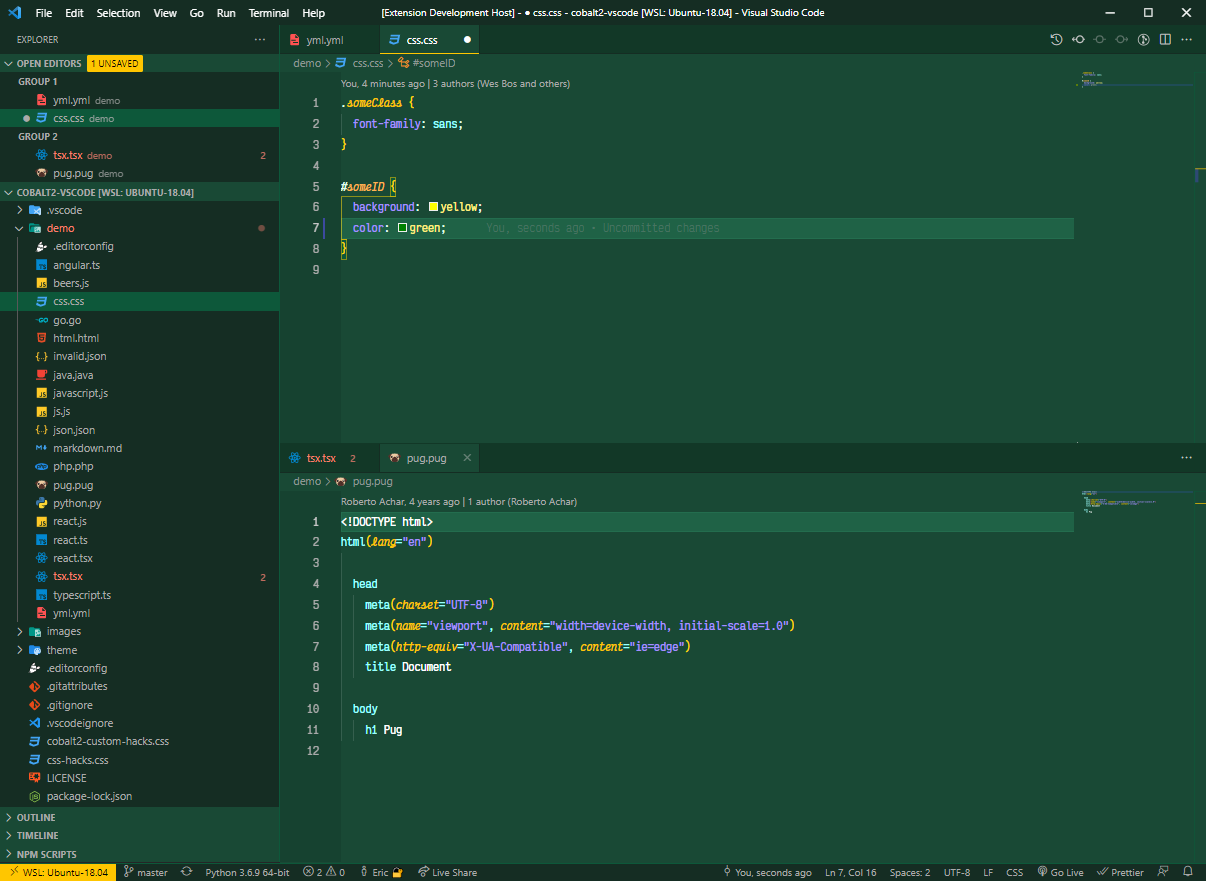 File Edit Selection View Go Run Terminal Help [Extension Development Host] - ● css.css - cobalt2-vscode [WSL: Ubuntu-18.04] - Visual Studio Code
EXPLORER
OPEN EDITORS 1 UNSAVED
GROUP 1
yml.yml demo
css.css demo
GROUP 2
tsx.tsx demo 2
pug.pug demo
COBALT2-VSCODE [WSL: UBUNTU-18.04]
.vscode
demo
.editorconfig
angular.ts
beers.js
css.css
go.go
html.html
invalid.json
java.java
javascript.js
js.js
json.json
markdown.md
php.php
pug.pug
python.py
react.js
react.ts
react.tsx
tsx.tsx 2
typescript.ts
yml.yml
images
theme
.editorconfig
.gitattributes
.gitignore
.vscodeignore
cobalt2-custom-hacks.css
css-hacks.css
LICENSE
package-lock.json
OUTLINE
TIMELINE
NPM SCRIPTS
yml.yml css.css
demo > css.css > #someID
You, 4 minutes ago | 3 authors (Wes Bos and others)
1 .someClass {
2 font-family: sans;
3 }
4
5 #someID {
6 background: yellow;
7 color: green; You, seconds ago • Uncommitted changes
8 }
9
tsx.tsx 2 pug.pug
demo > pug.pug
Roberto Achar, 4 years ago | 1 author (Roberto Achar)
1 <!DOCTYPE html>
2 html(lang="en")
3
4 head
5 meta(charset="UTF-8")
6 meta(name="viewport", content="width=device-width, initial-scale=1.0")
7 meta(http-equiv="X-UA-Compatible", content="ie=edge")
8 title Document
9
10 body
11 h1 Pug
12
WSL: Ubuntu-18.04 master Python 3.6.9 64-bit 2 0 Eric Live Share You, seconds ago Ln 7, Col 16 Spaces: 2 UTF-8 LF CSS Go Live Prettier